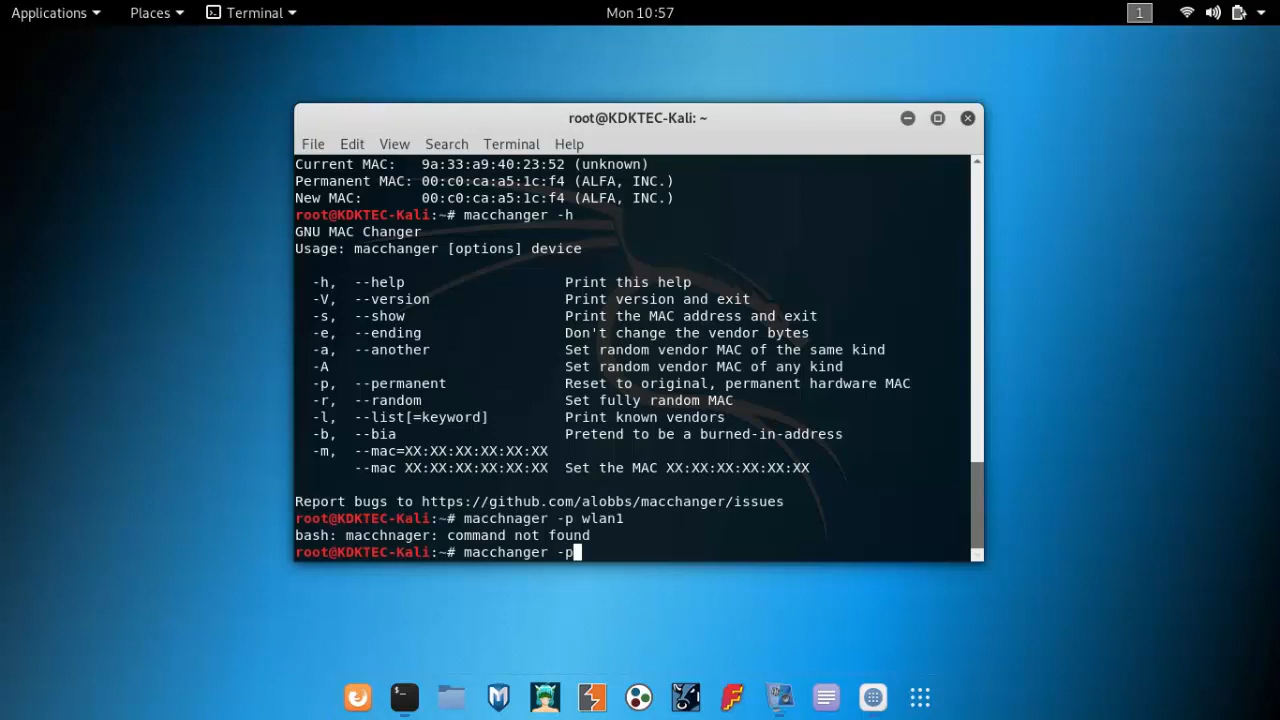 Applications Places Terminal Mon 10:57 1
root@KDKTEC-Kali: ~
File Edit View Search Terminal Help
Current MAC:   9a:33:a9:40:23:52 (unknown)
Permanent MAC: 00:c0:ca:a5:1c:f4 (ALFA, INC.)
New MAC:       00:c0:ca:a5:1c:f4 (ALFA, INC.)
root@KDKTEC-Kali:~# macchanger -h
GNU MAC Changer
Usage: macchanger [options] device
-h,  --help                   Print this help
-V,  --version                Print version and exit
-s,  --show                   Print the MAC address and exit
-e,  --ending                 Don't change the vendor bytes
-a,  --another                Set random vendor MAC of the same kind
-A                            Set random vendor MAC of any kind
-p,  --permanent              Reset to original, permanent hardware MAC
-r,  --random                 Set fully random MAC
-l,  --list[=keyword]         Print known vendors
-b,  --bia                    Pretend to be a burned-in-address
-m,  --mac=XX:XX:XX:XX:XX:XX
--mac XX:XX:XX:XX:XX:XX  Set the MAC XX:XX:XX:XX:XX:XX
Report bugs to https://github.com/alobbs/macchanger/issues
root@KDKTEC-Kali:~# macchnager -p wlan1
bash: macchnager: command not found
root@KDKTEC-Kali:~# macchanger -p